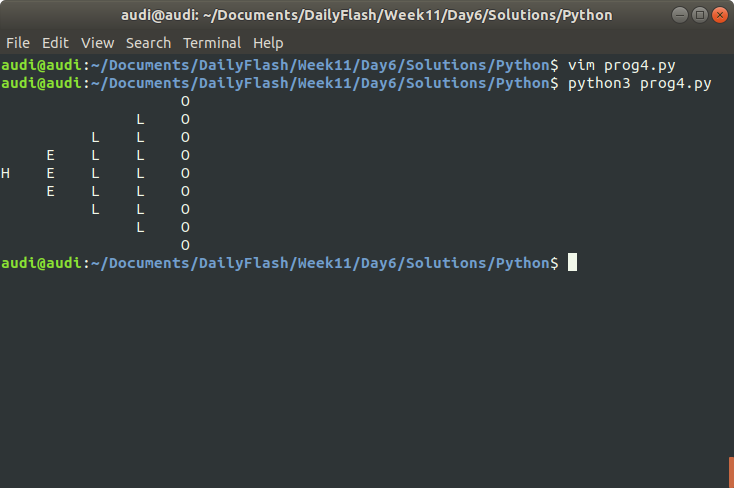 audi@audi: ~/Documents/DailyFlash/Week11/Day6/Solutions/Python
File Edit View Search Terminal Help
audi@audi:~/Documents/DailyFlash/Week11/Day6/Solutions/Python$ vim prog4.py
audi@audi:~/Documents/DailyFlash/Week11/Day6/Solutions/Python$ python3 prog4.py
                    O
               L    O
          L    L    O
     E    L    L    O
H    E    L    L    O
     E    L    L    O
          L    L    O
               L    O
                    O
audi@audi:~/Documents/DailyFlash/Week11/Day6/Solutions/Python$